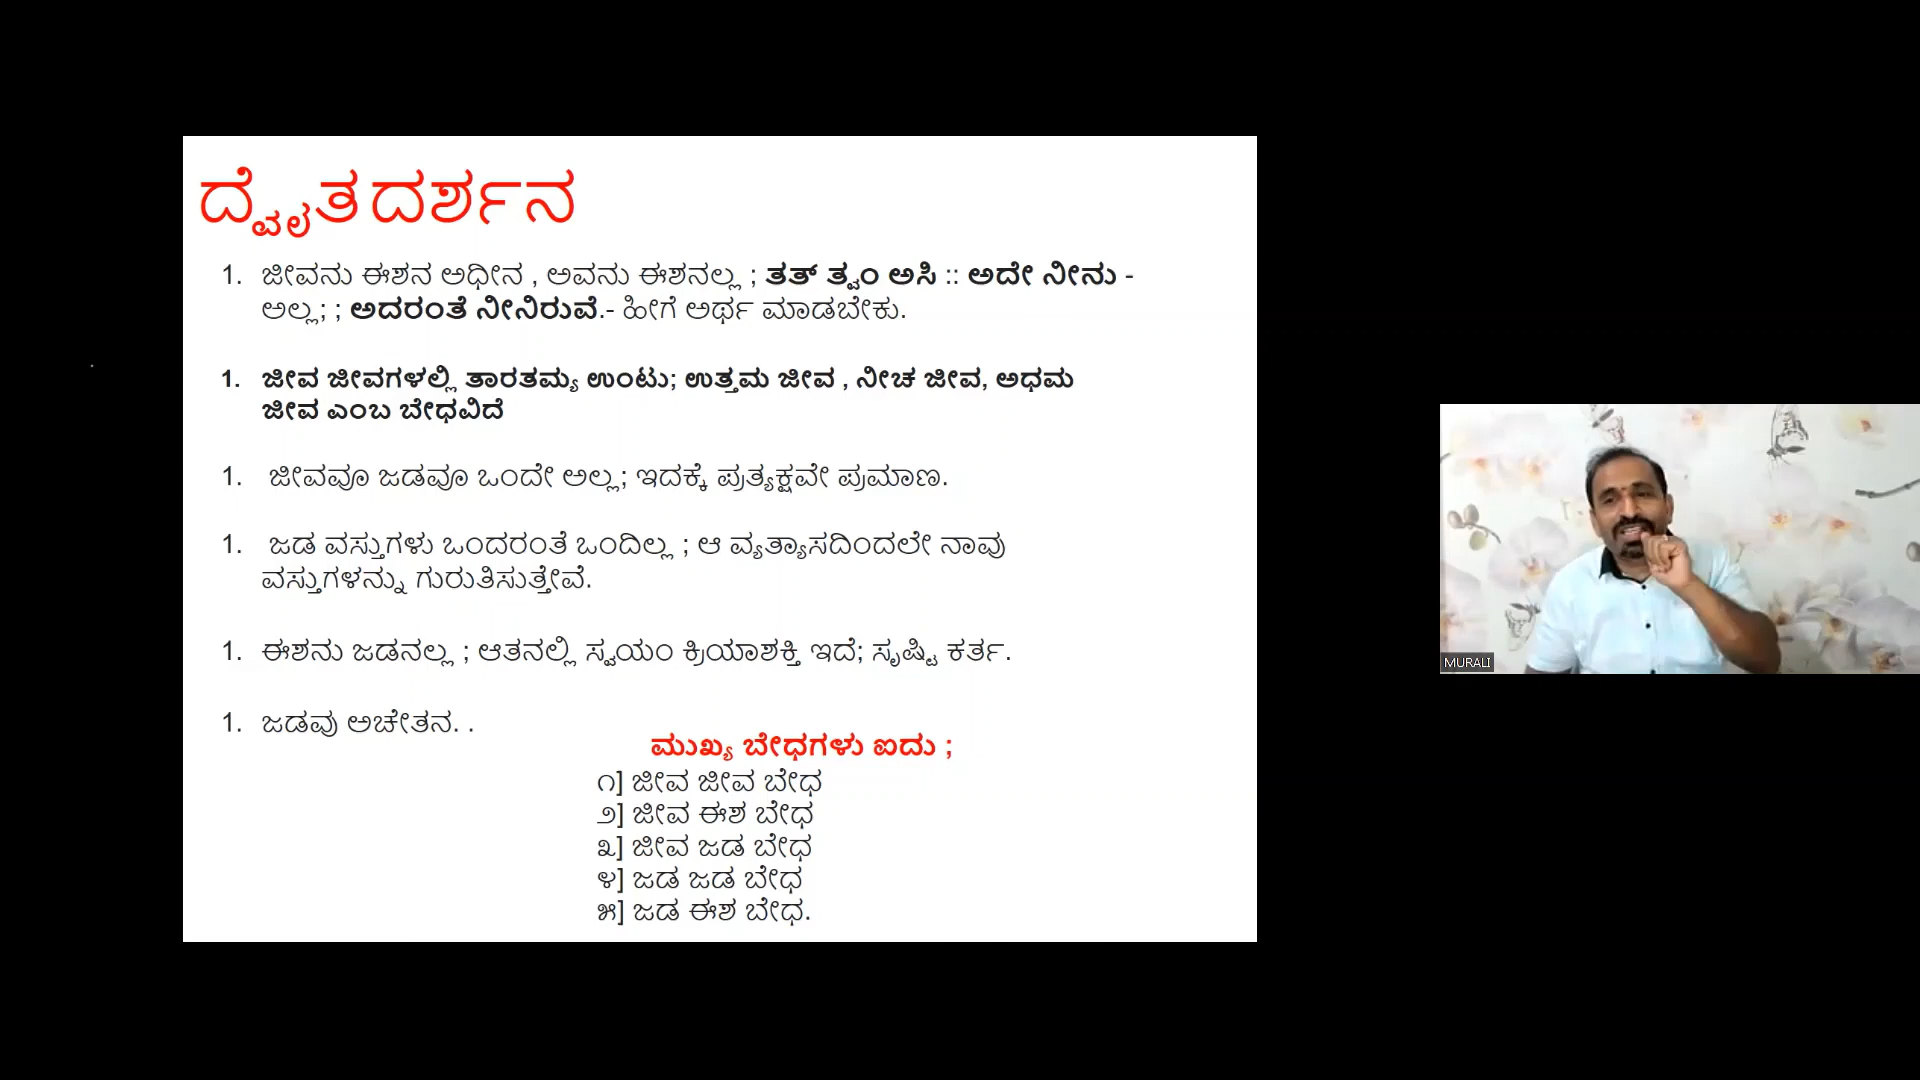 ದ್ವೈತದರ್ಶನ
1. ಜೀವನು ಈಶನ ಅಧೀನ , ಅವನು ಈಶನಲ್ಲ ; ತತ್ ತ್ವಂ ಅಸಿ :: ಅದೇ ನೀನು -
ಅಲ್ಲ; ; ಅದರಂತೆ ನೀನಿರುವೆ.- ಹೀಗೆ ಅರ್ಥ ಮಾಡಬೇಕು.
1. ಜೀವ ಜೀವಗಳಲ್ಲಿ ತಾರತಮ್ಯ ಉಂಟು; ಉತ್ತಮ ಜೀವ , ನೀಚ ಜೀವ, ಅಧಮ
ಜೀವ ಎಂಬ ಬೇಧವಿದೆ
1. ಜೀವವೂ ಜಡವೂ ಒಂದೇ ಅಲ್ಲ; ಇದಕ್ಕೆ ಪ್ರತ್ಯಕ್ಷವೇ ಪ್ರಮಾಣ.
1. ಜಡ ವಸ್ತುಗಳು ಒಂದರಂತೆ ಒಂದಿಲ್ಲ ; ಆ ವ್ಯತ್ಯಾಸದಿಂದಲೇ ನಾವು
ವಸ್ತುಗಳನ್ನು ಗುರುತಿಸುತ್ತೇವೆ.
1. ಈಶನು ಜಡನಲ್ಲ ; ಆತನಲ್ಲಿ ಸ್ವಯಂ ಕ್ರಿಯಾಶಕ್ತಿ ಇದೆ; ಸೃಷ್ಟಿ ಕರ್ತ.
1. ಜಡವು ಅಚೇತನ. .
ಮುಖ್ಯ ಬೇಧಗಳು ಐದು ;
೧] ಜೀವ ಜೀವ ಬೇಧ
೨] ಜೀವ ಈಶ ಬೇಧ
೩] ಜೀವ ಜಡ ಬೇಧ
೪] ಜಡ ಜಡ ಬೇಧ
೫] ಜಡ ಈಶ ಬೇಧ.
MURALI